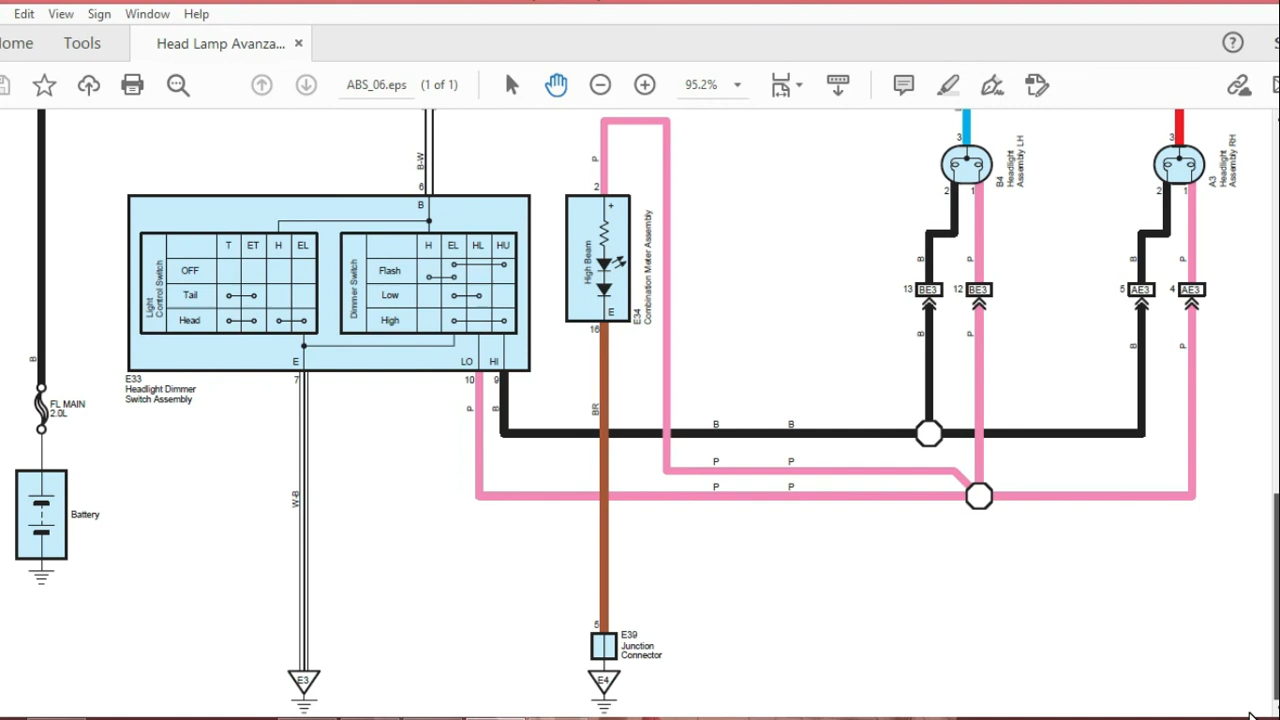 Edit View Sign Window Help
ome Tools Head Lamp Avanza... ×
ABS_06.eps (1 of 1) 95.2%
B
FL MAIN
2.0L
Battery
B-W
6
B
Light
Control Switch
T ET H EL
OFF
Tail
Head
Dimmer Switch
H EL HL HU
Flash
Low
High
E
LO HI
7
10 9
E33
Headlight Dimmer
Switch Assembly
W-B
P B
E3
P
2
+
High Beam
E
E34
Combination Meter Assembly
16
BR
5
E39
Junction
Connector
E4
B B
P P
P P
3
2 1
B4
Headlight
Assembly LH
B P
13 BE3 12 BE3
B P
3
2 1
A3
Headlight
Assembly RH
B P
5 AE3 4 AE3
B P